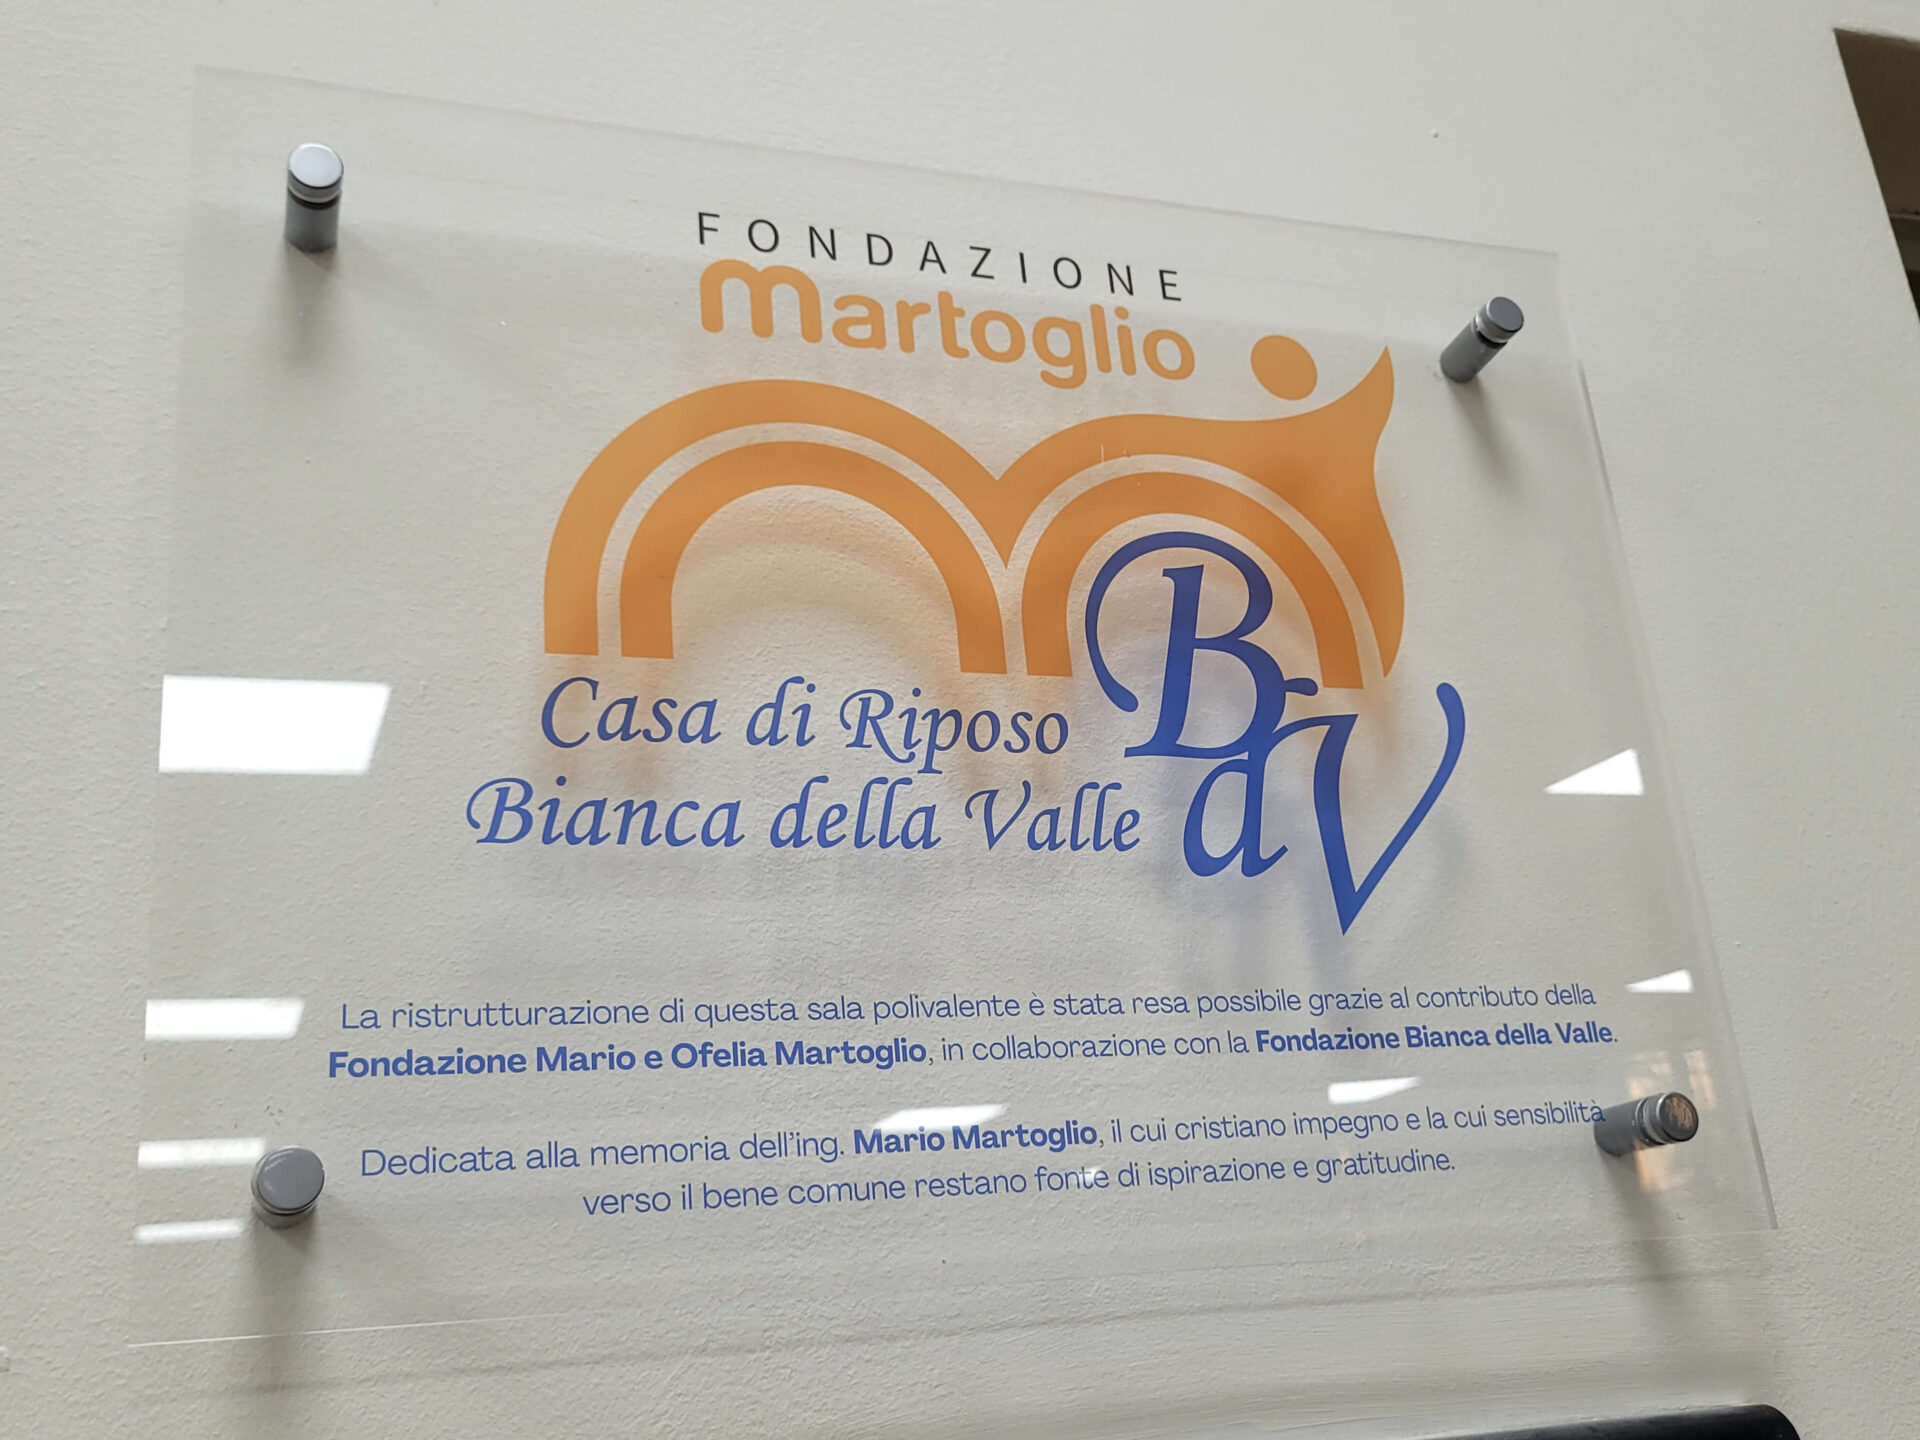 FONDAZIONE
martoglio
Casa di Riposo
Bianca della Valle
BdV
La ristrutturazione di questa sala polivalente è stata resa possibile grazie al contributo della
Fondazione Mario e Ofelia Martoglio, in collaborazione con la Fondazione Bianca della Valle.
Dedicata alla memoria dell'ing. Mario Martoglio, il cui cristiano impegno e la cui sensibilità
verso il bene comune restano fonte di ispirazione e gratitudine.